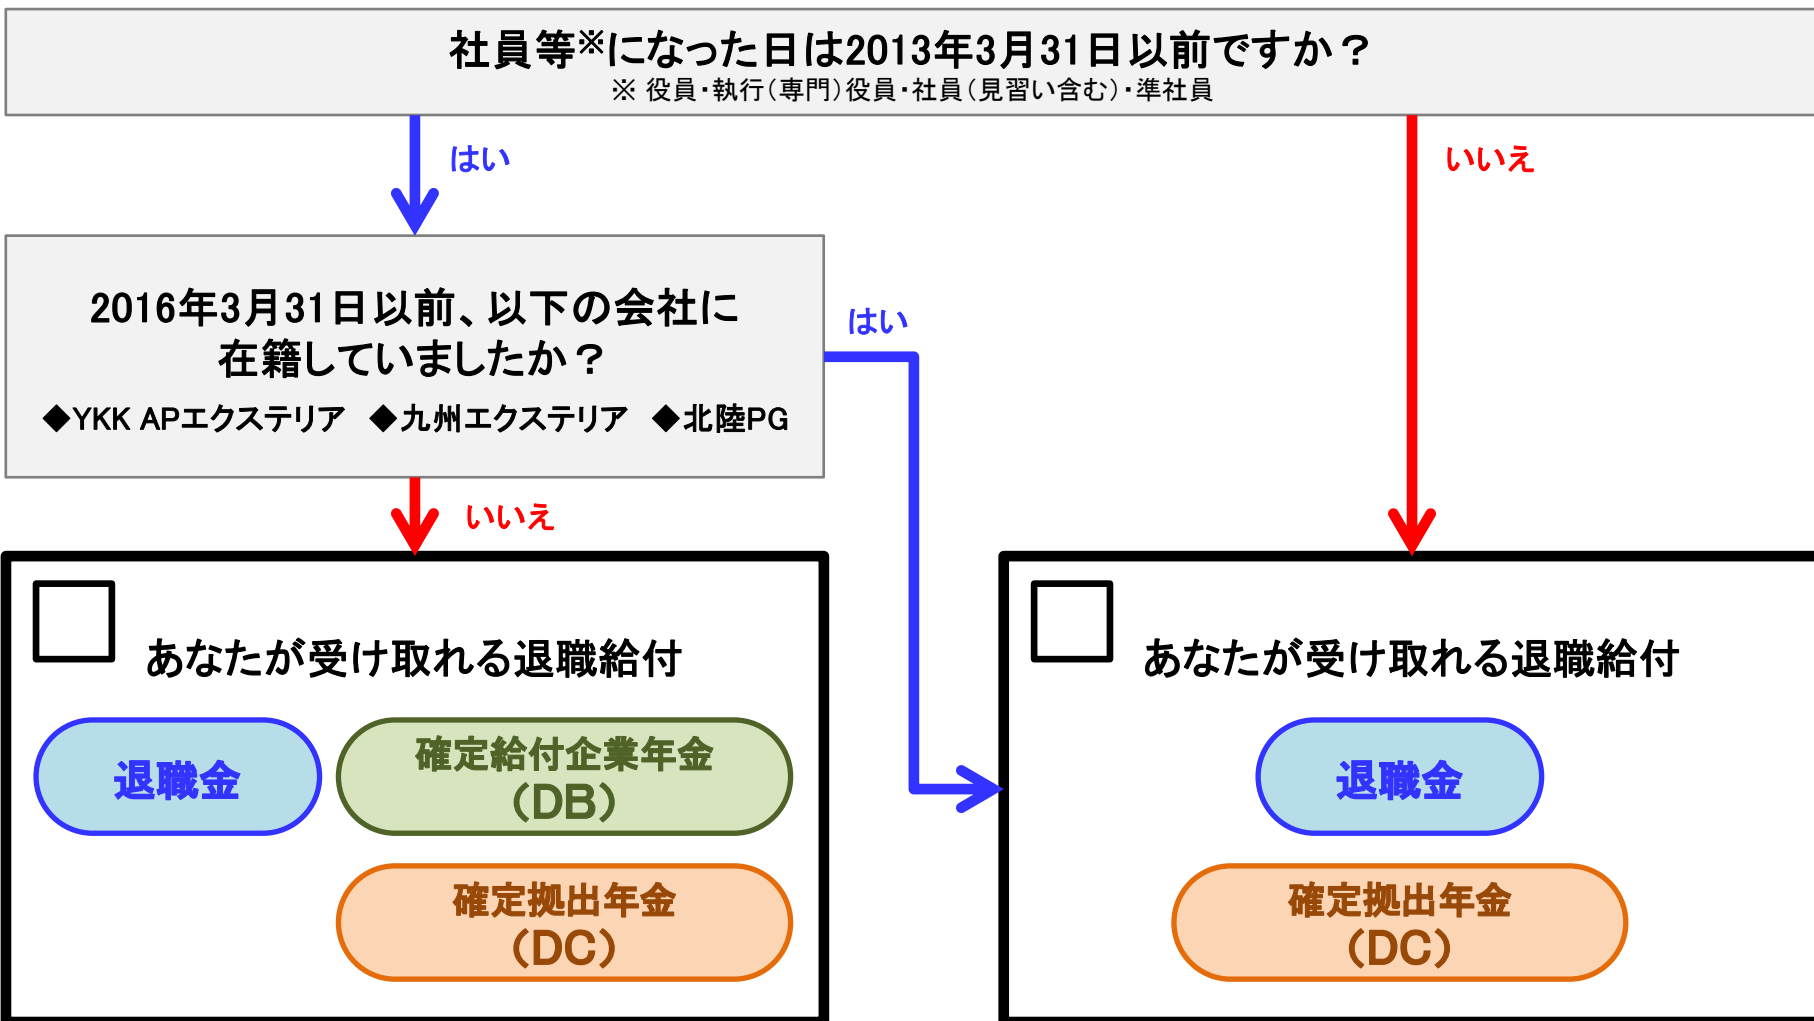 社員等※になった日は2013年3月31日以前ですか？
※ 役員・執行（専門）役員・社員（見習い含む）・準社員
はい
いいえ
2016年3月31日以前、以下の会社に
在籍していましたか？
◆YKK APエクステリア ◆九州エクステリア ◆北陸PG
はい
いいえ
あなたが受け取れる退職給付
退職金
確定給付企業年金
（DB）
確定拠出年金
（DC）
あなたが受け取れる退職給付
退職金
確定拠出年金
（DC）